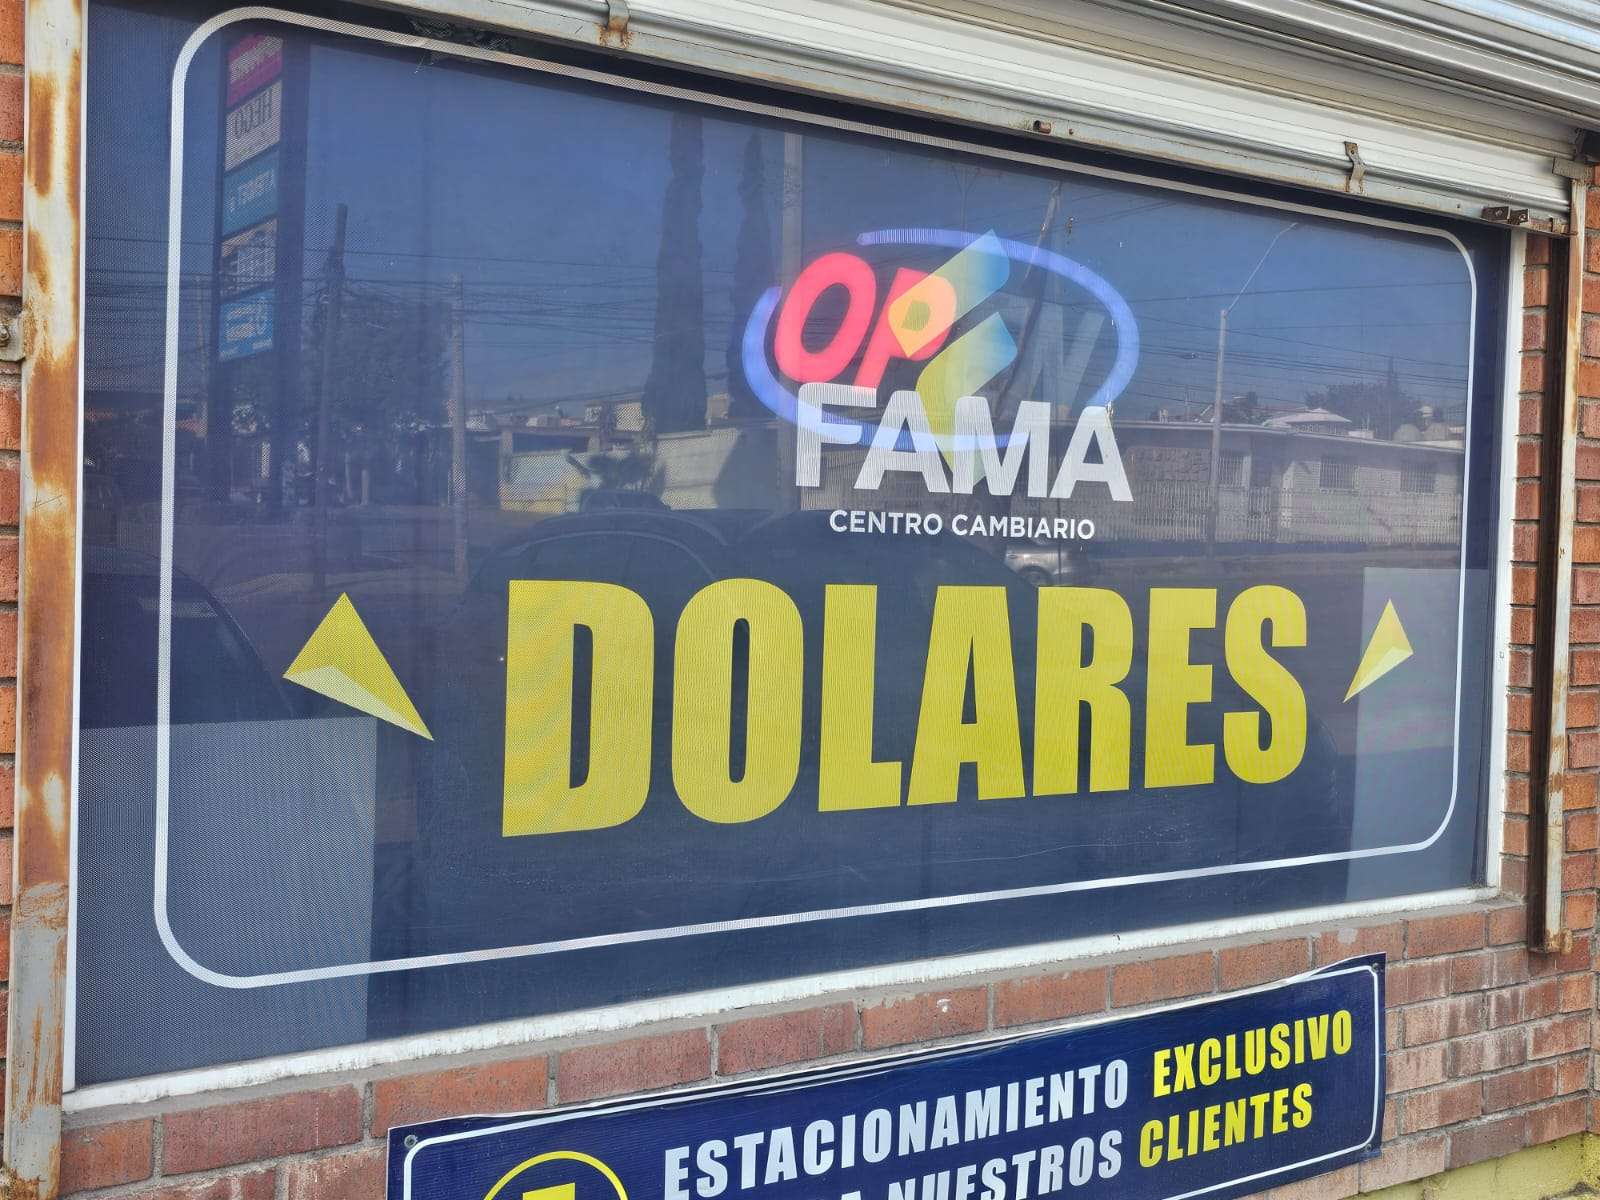 OPEN
FAMA
CENTRO CAMBIARIO
DOLARES
ESTACIONAMIENTO EXCLUSIVO
A NUESTROS CLIENTES